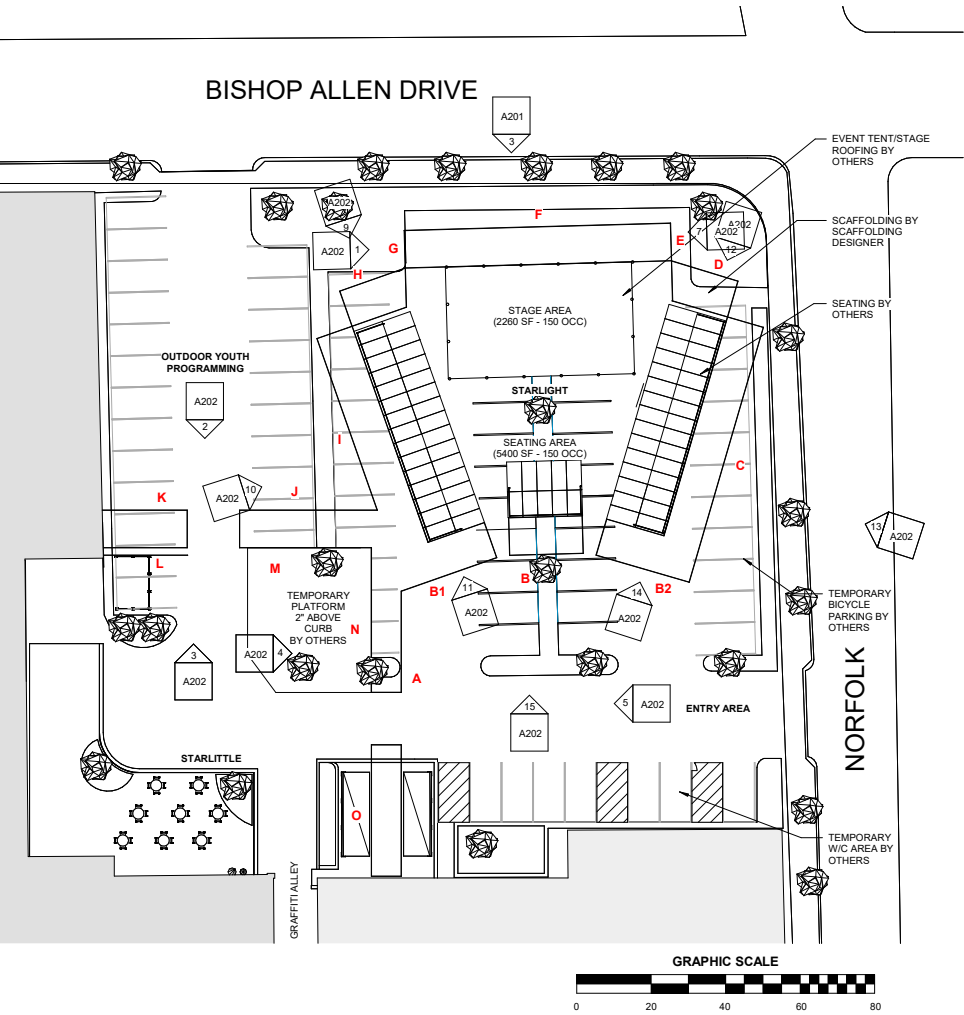 BISHOP ALLEN DRIVE
A201
3
EVENT TENT/STAGE
ROOFING BY
OTHERS
A202
9
A202
1
F
G
H
E
7
A202
A202
12
D
SCAFFOLDING BY
SCAFFOLDING
DESIGNER
STAGE AREA
(2260 SF - 150 OCC)
SEATING BY
OTHERS
OUTDOOR YOUTH
PROGRAMMING
A202
2
STARLIGHT
SEATING AREA
(5400 SF - 150 OCC)
I
C
K
A202
10
J
13
A202
L
M
B1
11
A202
B
14
A202
B2
TEMPORARY
PLATFORM
2" ABOVE
CURB
BY OTHERS
TEMPORARY
BICYCLE
PARKING BY
OTHERS
N
A202
4
3
A202
A
15
A202
5
A202
ENTRY AREA
NORFOLK
STARLITTLE
O
TEMPORARY
W/C AREA BY
OTHERS
GRAFFITI ALLEY
GRAPHIC SCALE
0 20 40 60 80